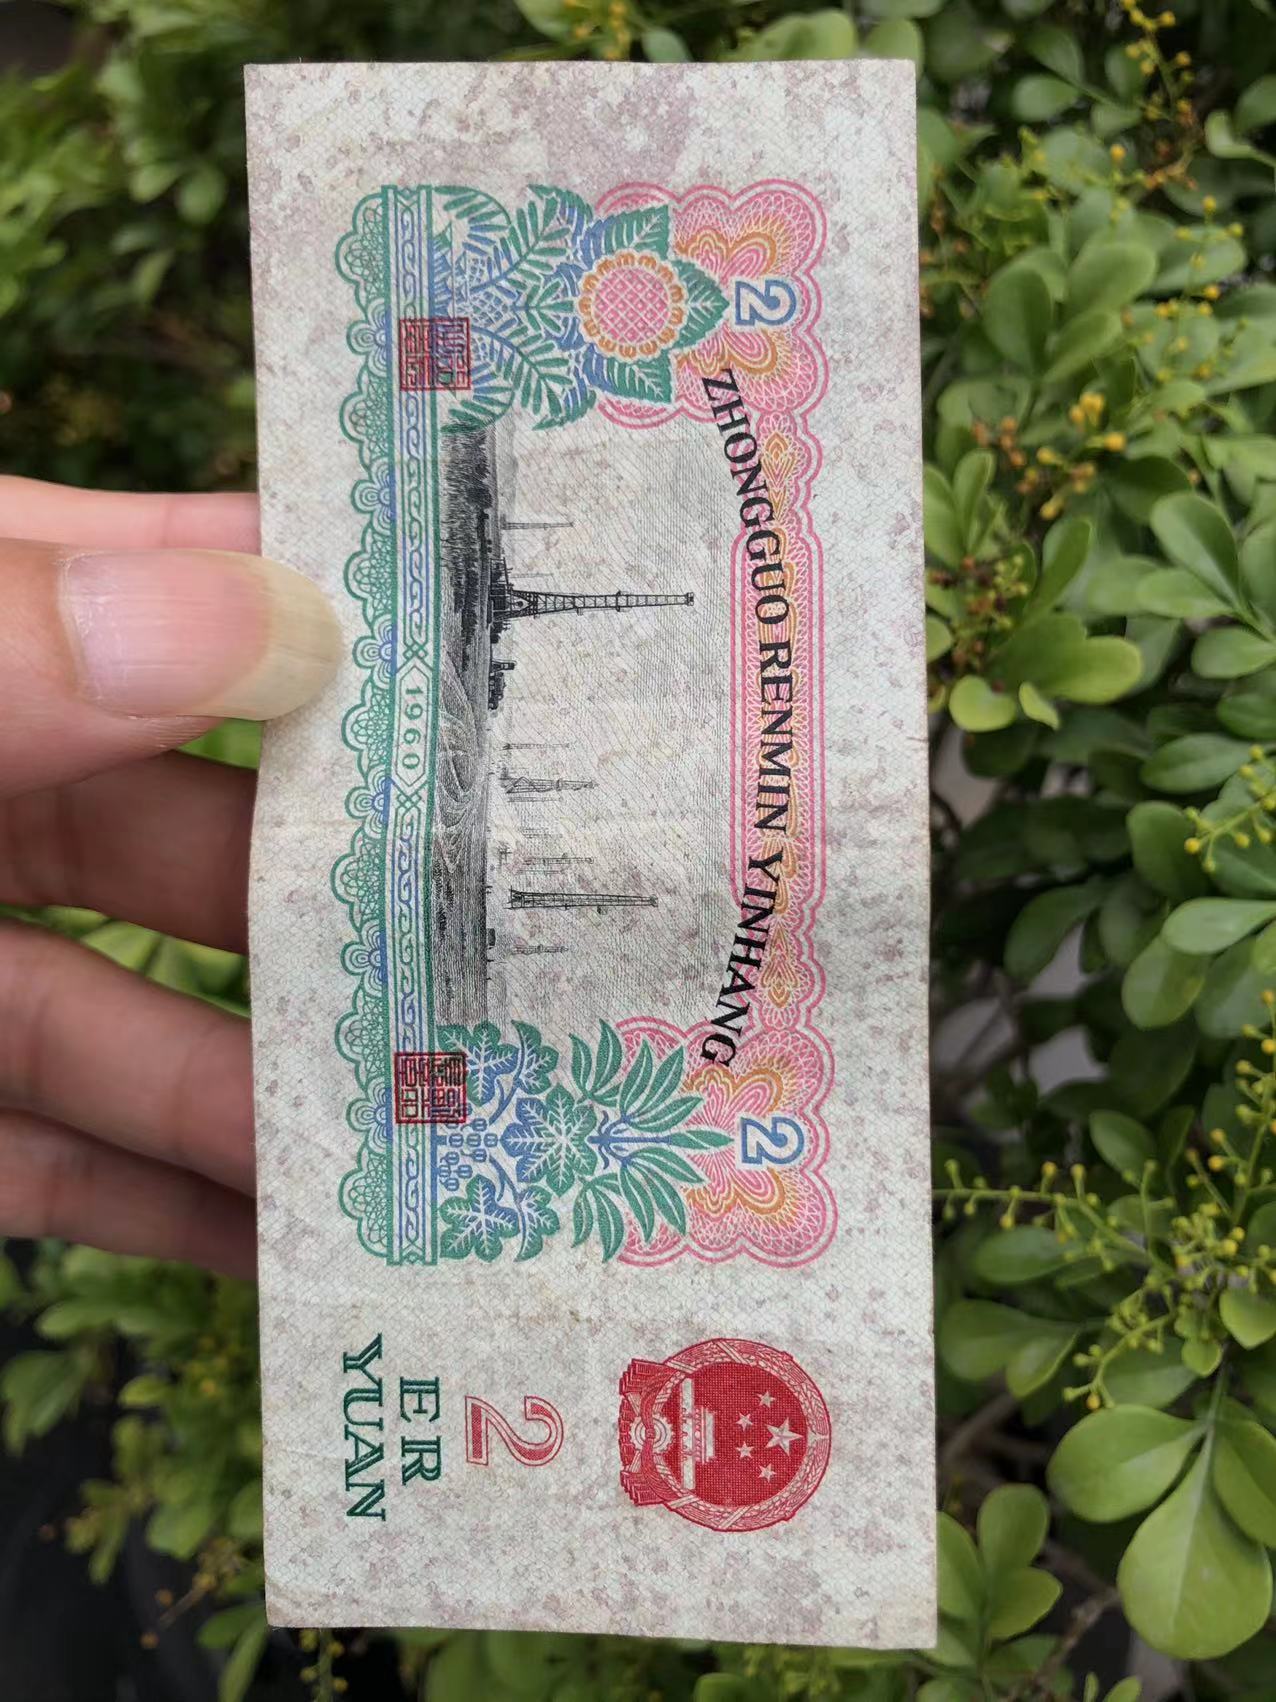 ZHONGGUO RENMIN YINHANG
2
2
1960
2
ER
YUAN